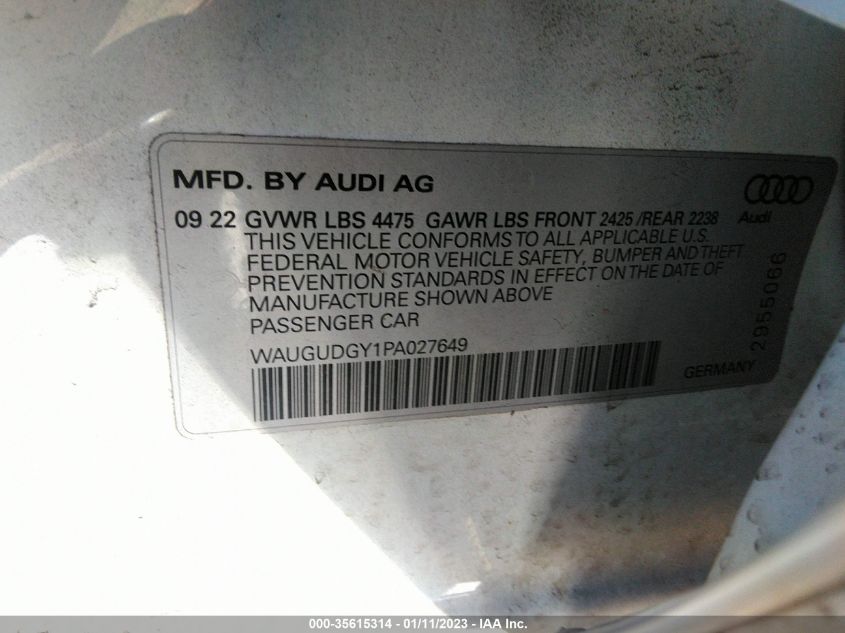 MFD. BY AUDI AG
Audi
09 22 GVWR LBS 4475 GAWR LBS FRONT 2425 /REAR 2238
THIS VEHICLE CONFORMS TO ALL APPLICABLE U.S.
FEDERAL MOTOR VEHICLE SAFETY, BUMPER AND THEFT
PREVENTION STANDARDS IN EFFECT ON THE DATE OF
MANUFACTURE SHOWN ABOVE
PASSENGER CAR
WAUGUDGY1PA027649
GERMANY
2955066
000-35615314 - 01/11/2023 - IAA Inc.